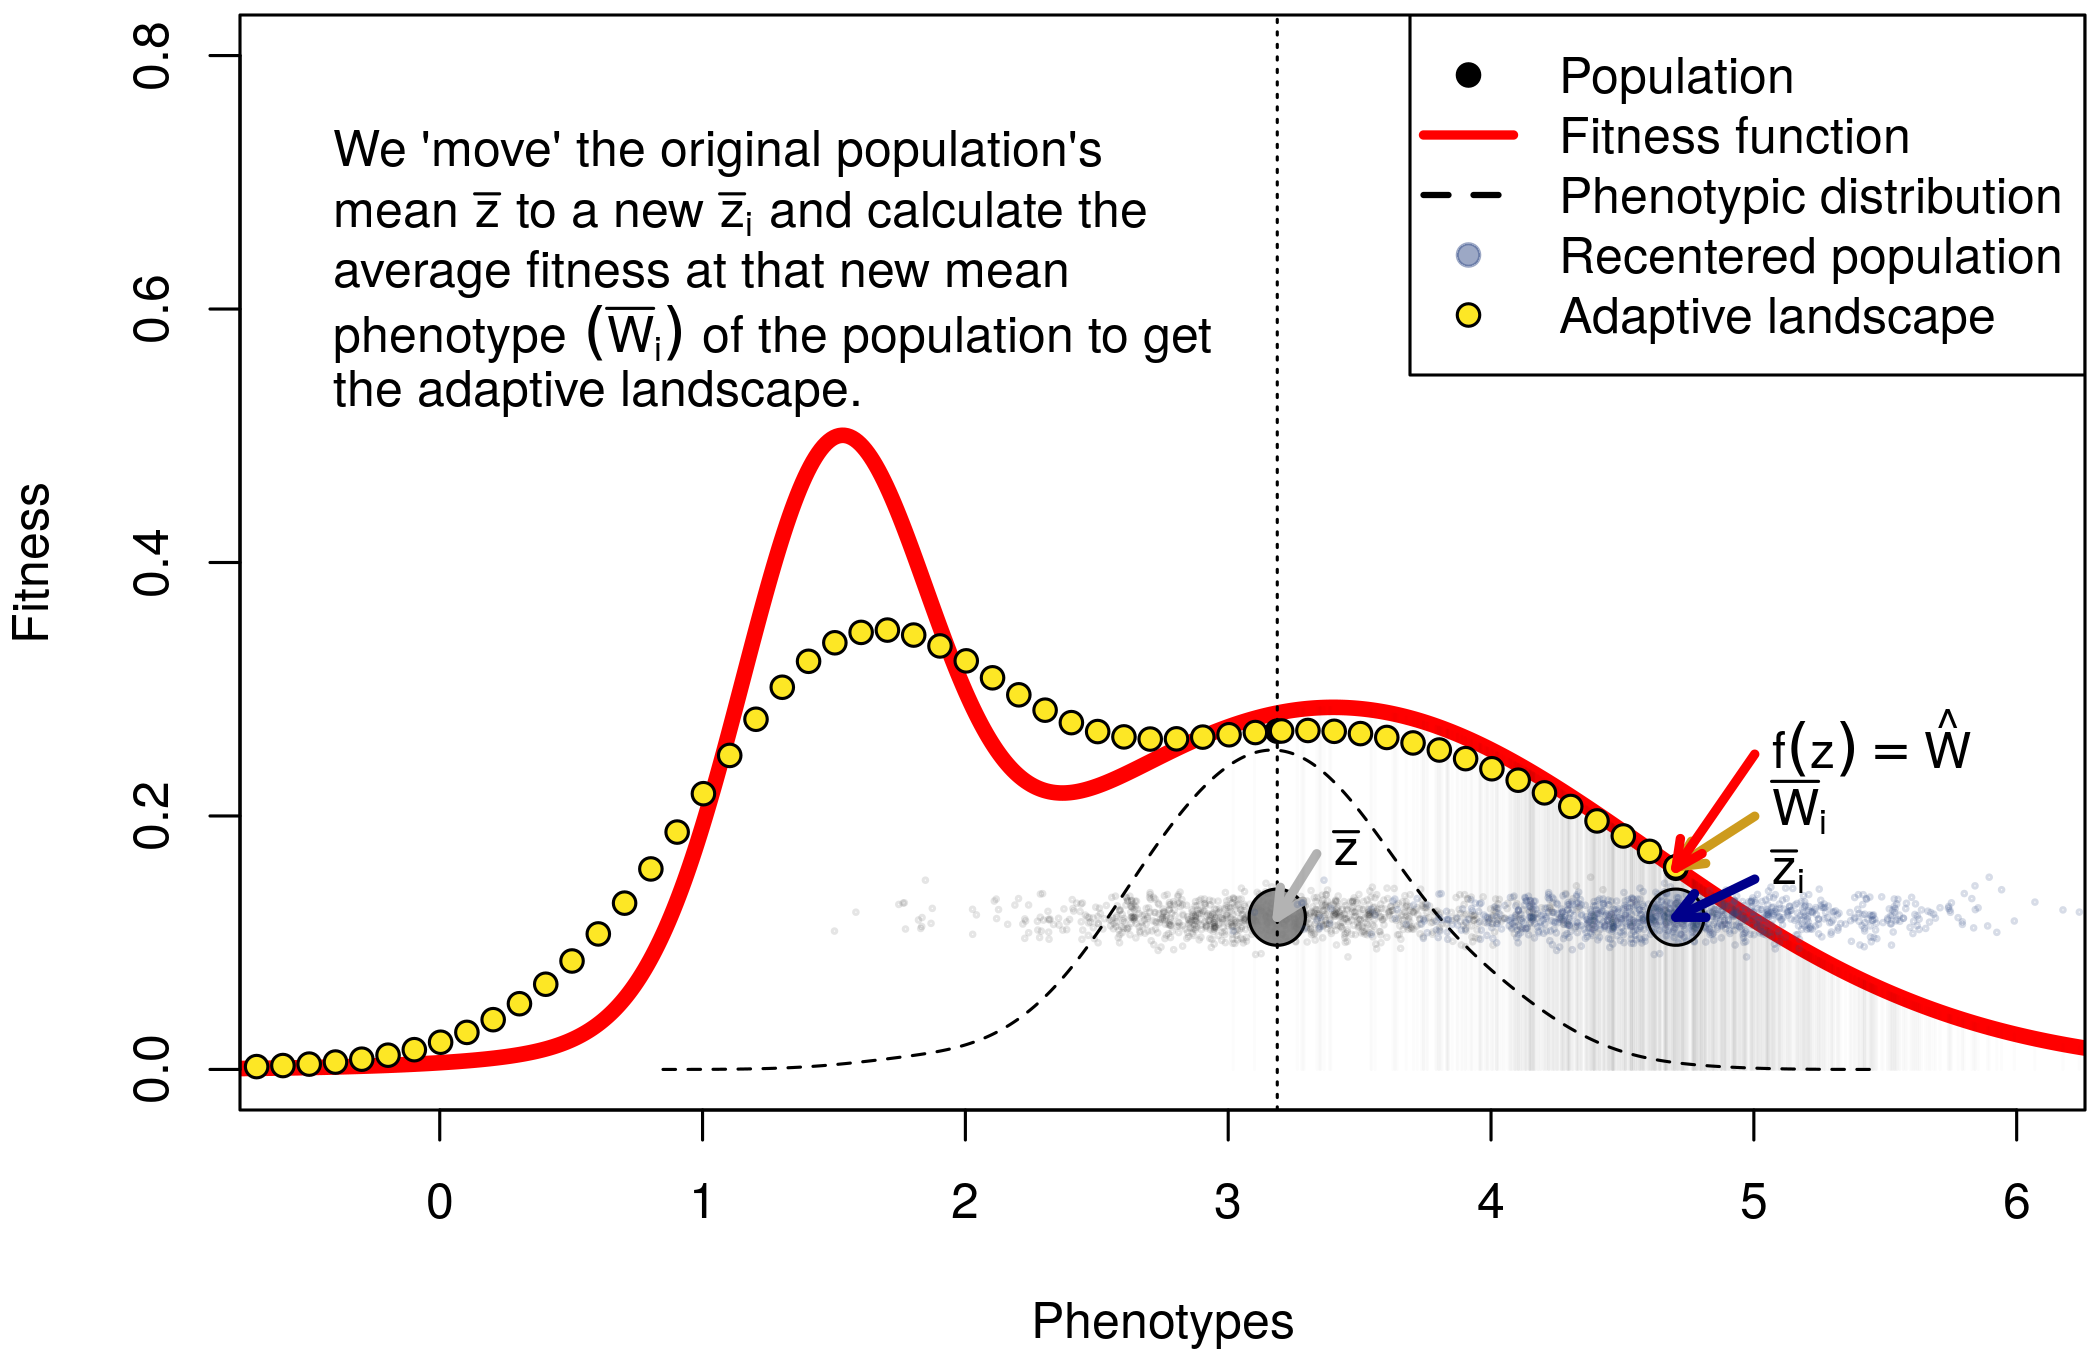 We 'move' the original population's
mean z̅ to a new z̅ᵢ and calculate the
average fitness at that new mean
phenotype (W̅ᵢ) of the population to get
the adaptive landscape.
Population
Fitness function
Phenotypic distribution
Recentered population
Adaptive landscape
f(z) = Ŵ
W̅ᵢ
z̅ᵢ
z̅
Fitness
0.8
0.6
0.4
0.2
0.0
0 1 2 3 4 5 6
Phenotypes